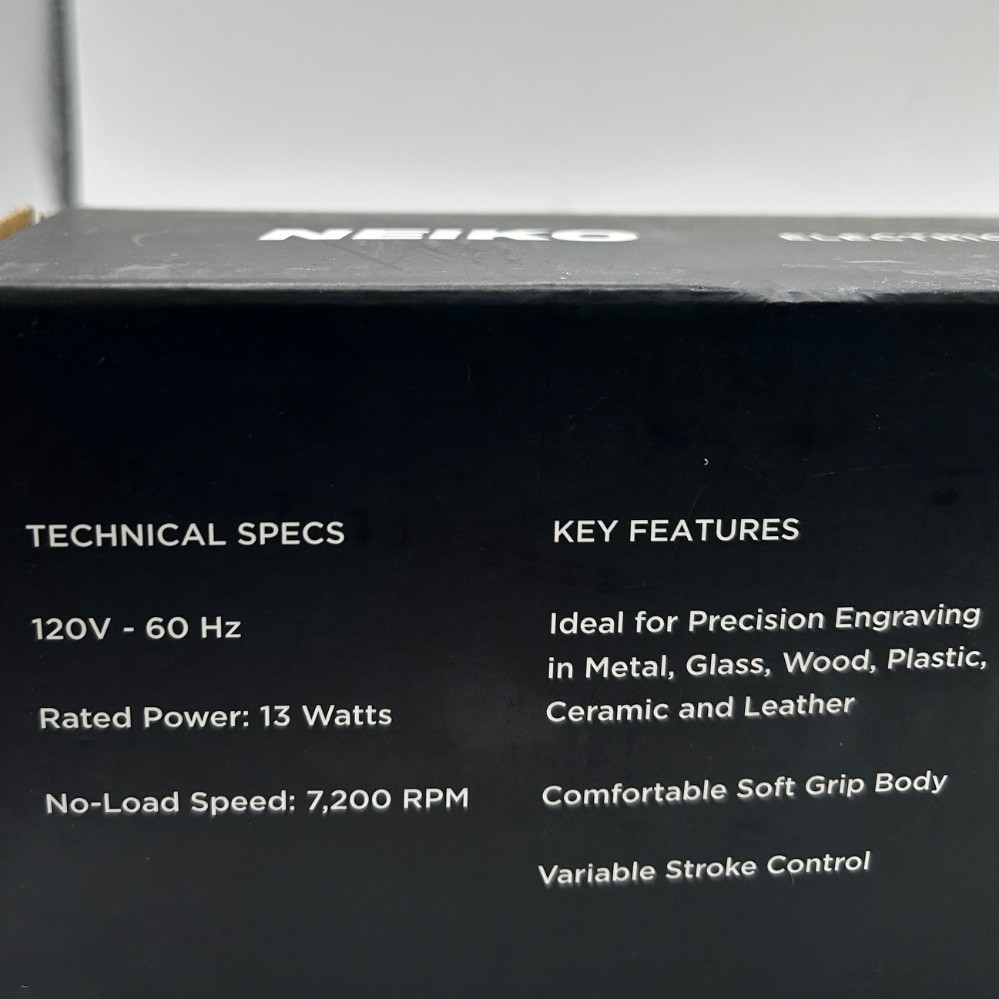 NEIKO ELECTRIC
TECHNICAL SPECS
120V - 60 Hz
Rated Power: 13 Watts
No-Load Speed: 7,200 RPM
KEY FEATURES
Ideal for Precision Engraving
in Metal, Glass, Wood, Plastic,
Ceramic and Leather
Comfortable Soft Grip Body
Variable Stroke Control